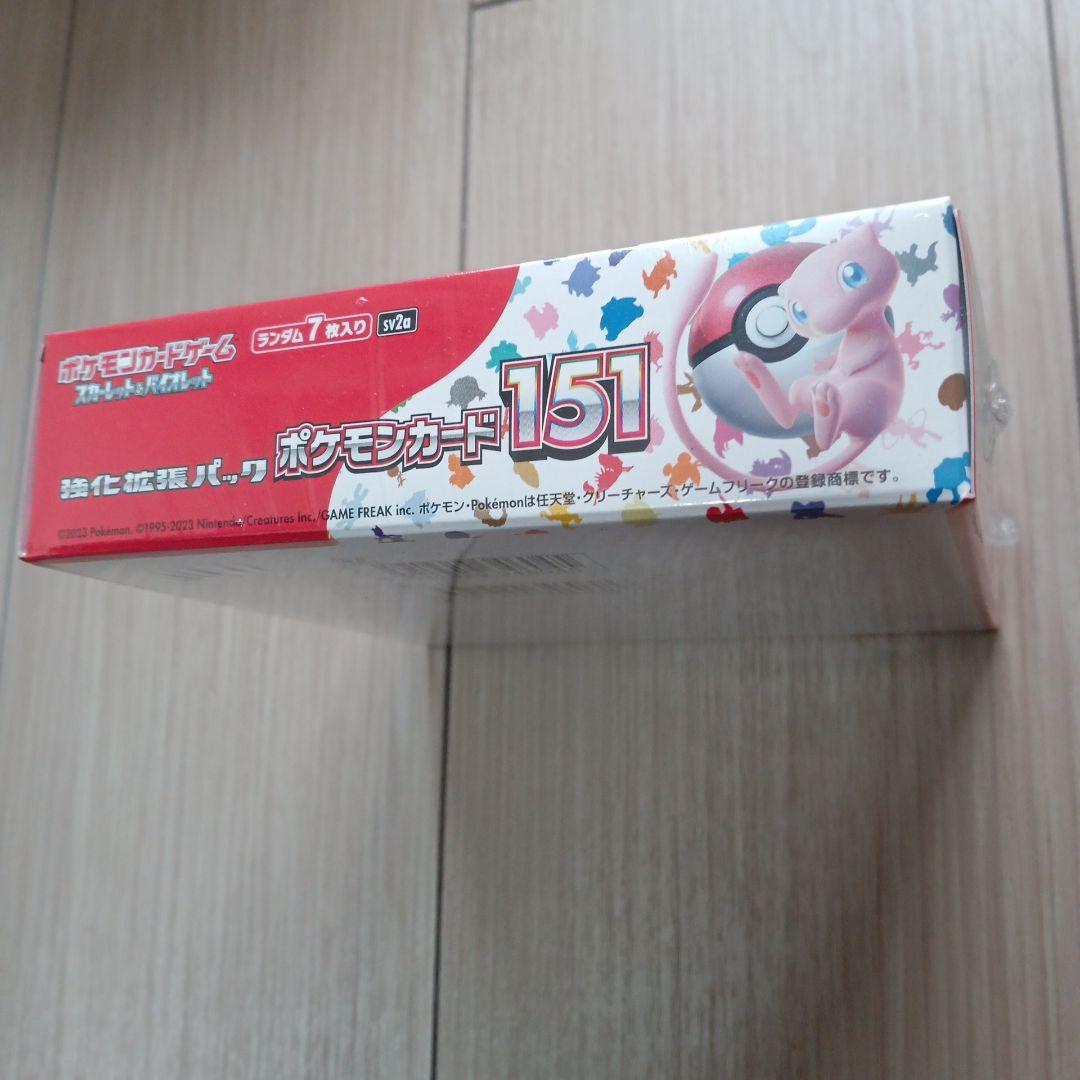 ポケモンカードゲーム
スカーレット&バイオレット
ランダム7枚入り
sv2a
強化拡張パック
ポケモンカード151
©2023 Pokémon. ©1995-2023 Nintendo/Creatures Inc./GAME FREAK inc. ポケモン・Pokémonは任天堂・クリーチャーズ・ゲームフリークの登録商標です。